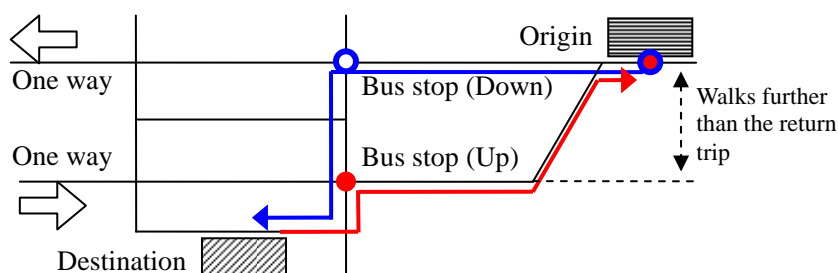 Origin
One way
Bus stop (Down)
Walks further
than the return
trip
One way
Bus stop (Up)
Destination